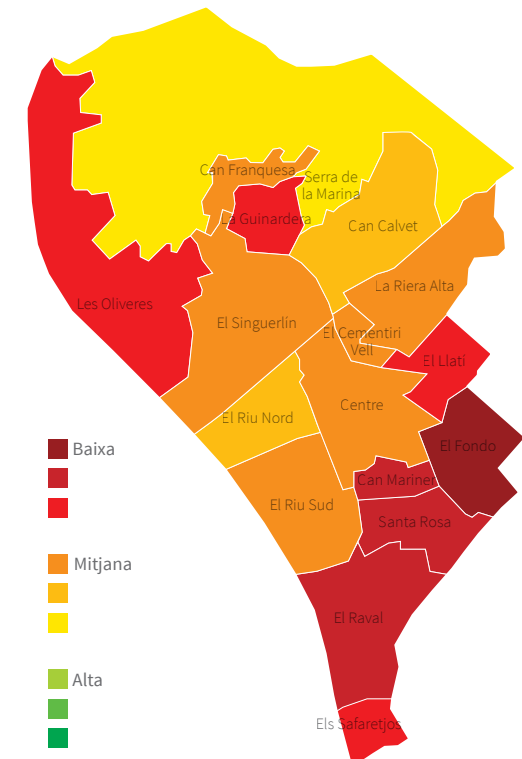 Can Franquesa
Serra de
la Marina
La Guinardera
Can Calvet
La Riera Alta
Les Oliveres
El Singuerlín
El Cementiri
Vell
El Llatí
Centre
El Riu Nord
El Fondo
Can Mariner
El Riu Sud
Santa Rosa
El Raval
Els Safaretjos
Baixa
Mitjana
Alta